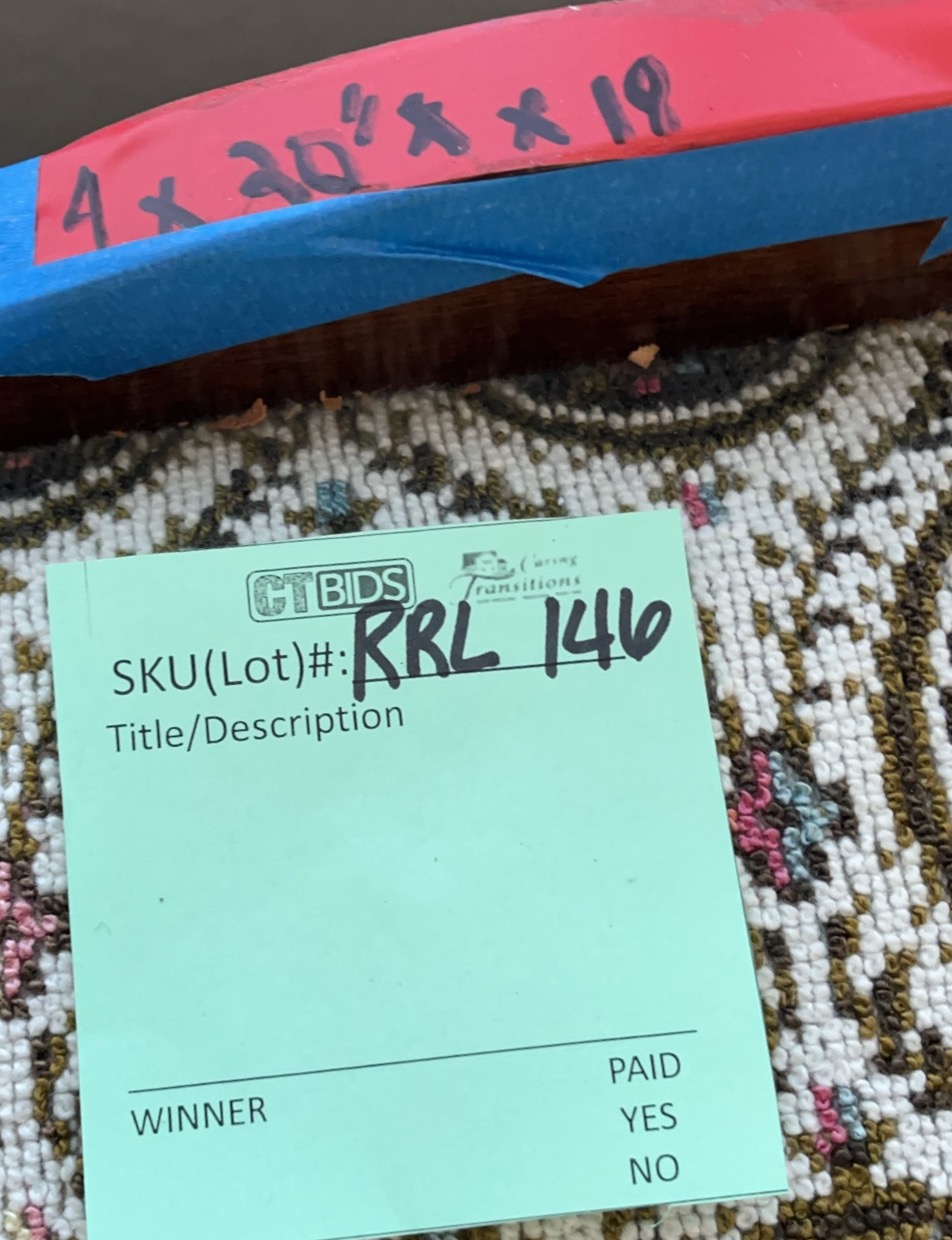 4 x 20" x x 19
CTBIDS
Caring
Transitions
SKU(Lot)#: RRL 146
Title/Description
WINNER
PAID
YES
NO